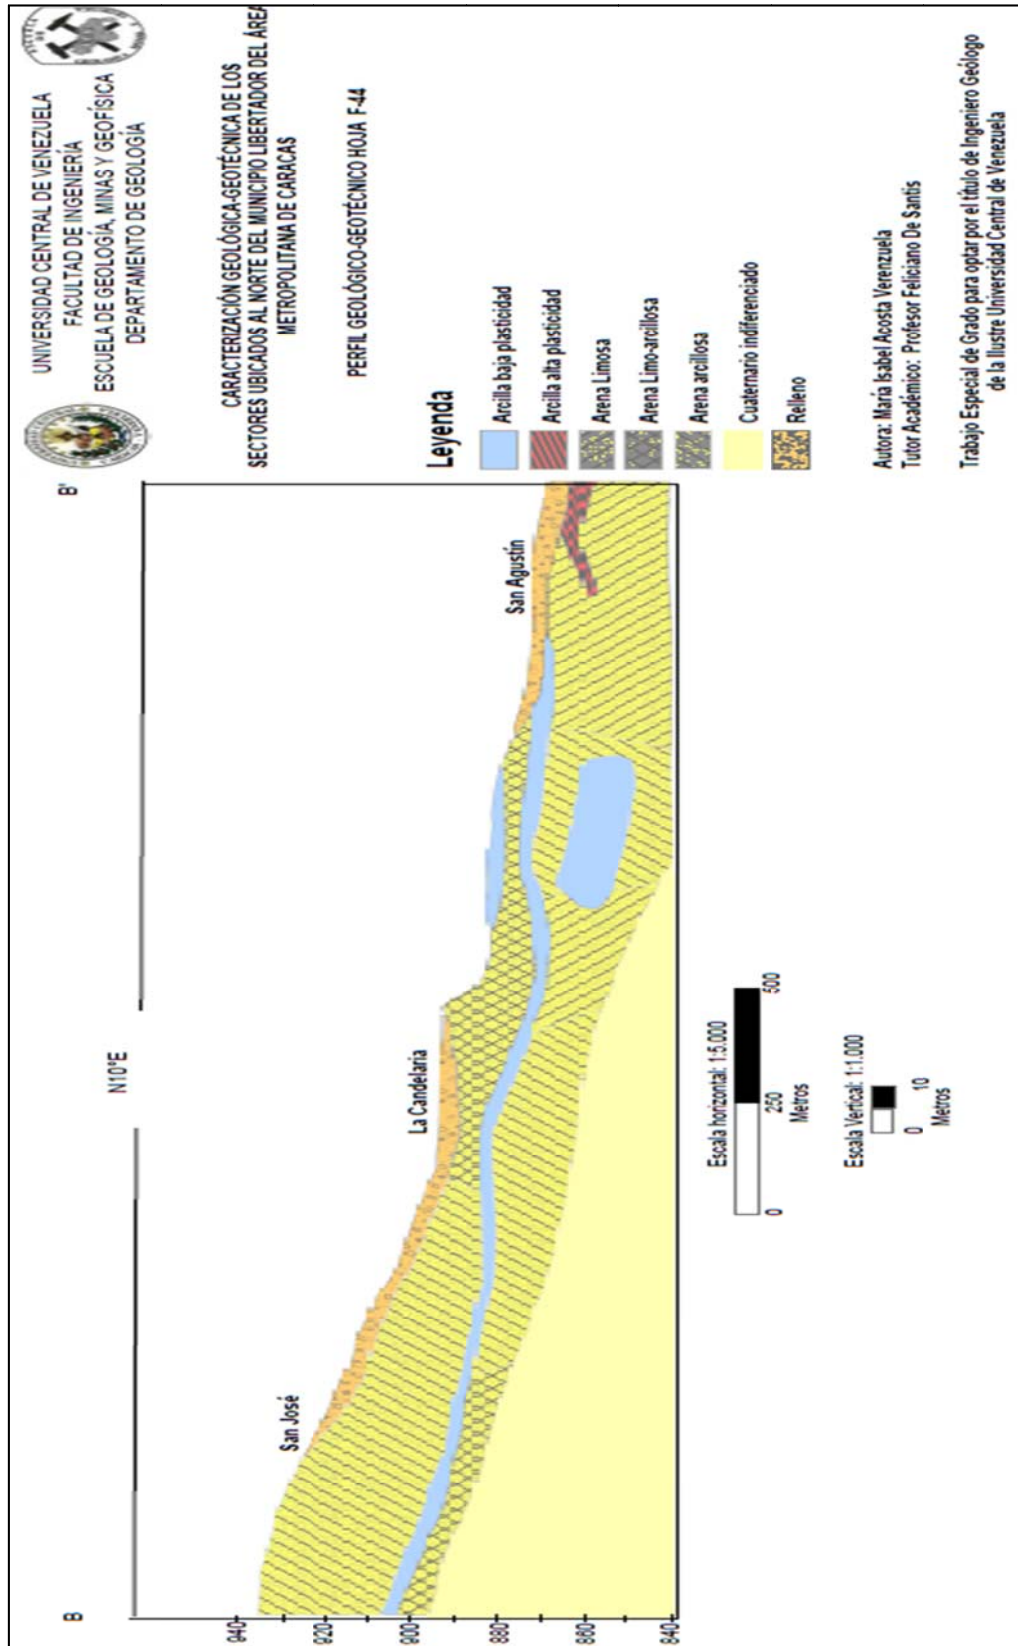 UNIVERSIDAD CENTRAL DE VENEZUELA
FACULTAD DE INGENIERÍA
ESCUELA DE GEOLOGÍA, MINAS Y GEOFÍSICA
DEPARTAMENTO DE GEOLOGÍA
CARACTERIZACIÓN GEOLÓGICA-GEOTÉCNICA DE LOS
SECTORES UBICADOS AL NORTE DEL MUNICIPIO LIBERTADOR DEL ÁREA
METROPOLITANA DE CARACAS
PERFIL GEOLÓGICO-GEOTÉCNICO HOJA F-44
Leyenda
Arcilla baja plasticidad
Arcilla alta plasticidad
Arena Limosa
Arena Limo-arcillosa
Arena arcillosa
Cuaternario indiferenciado
Relleno
Autora: María Isabel Acosta Verenzuela
Tutor Académico: Profesor Feliciano De Santis
Trabajo Especial de Grado para optar por el título de Ingeniero Geólogo
de la Ilustre Universidad Central de Venezuela
B
N10°E
B'
San José
La Candelaria
San Agustín
940
920
900
880
860
840
Escala horizontal: 1:5.000
0 250 500
Metros
Escala Vertical: 1:1.000
0 10
Metros